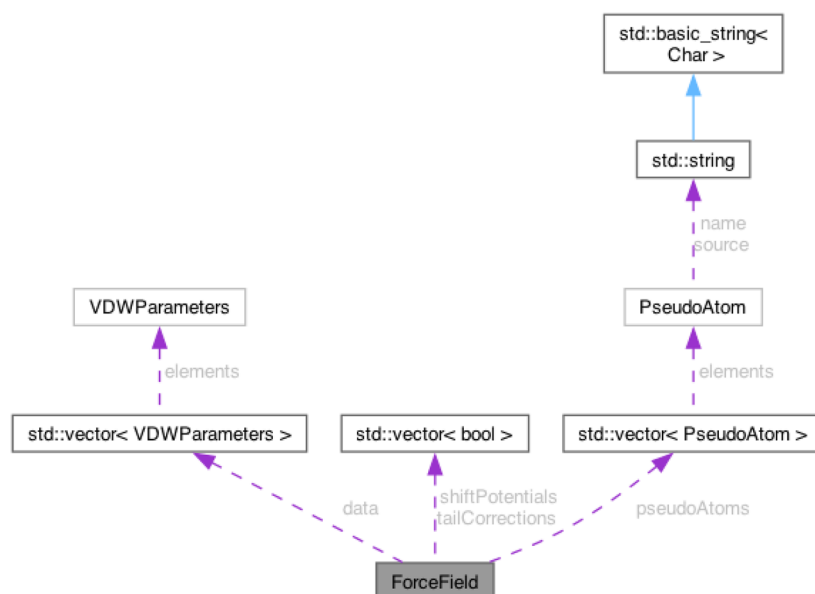 std::basic_string<
Char >
std::string
name
source
VDWParameters
PseudoAtom
elements
elements
std::vector< VDWParameters >
std::vector< bool >
std::vector< PseudoAtom >
data
shiftPotentials
tailCorrections
pseudoAtoms
ForceField